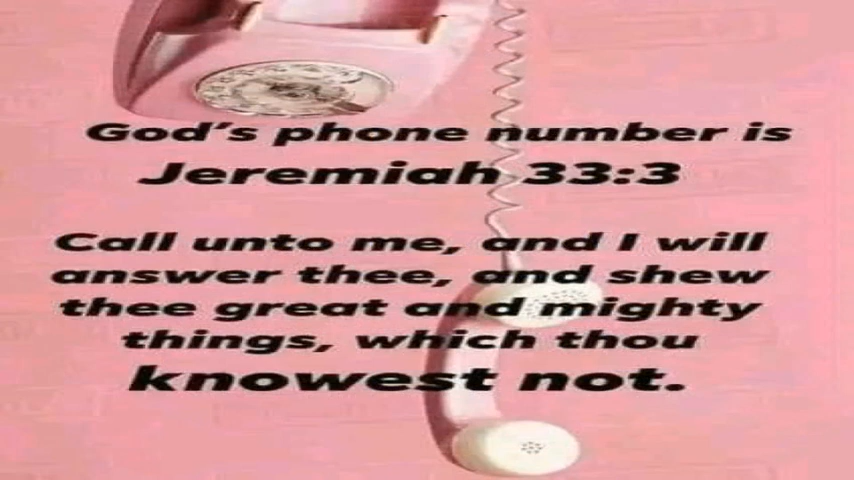 God's phone number is
Jeremiah 33:3
Call unto me, and I will
answer thee, and shew
thee great and mighty
things, which thou
knowest not.